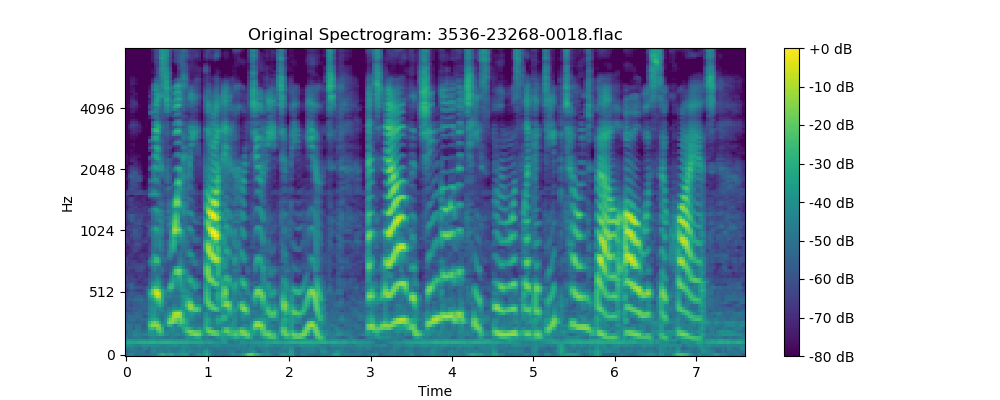 Original Spectrogram: 3536-23268-0018.flac
Hz
4096
2048
1024
512
0
0 1 2 3 4 5 6 7
Time
+0 dB
-10 dB
-20 dB
-30 dB
-40 dB
-50 dB
-60 dB
-70 dB
-80 dB